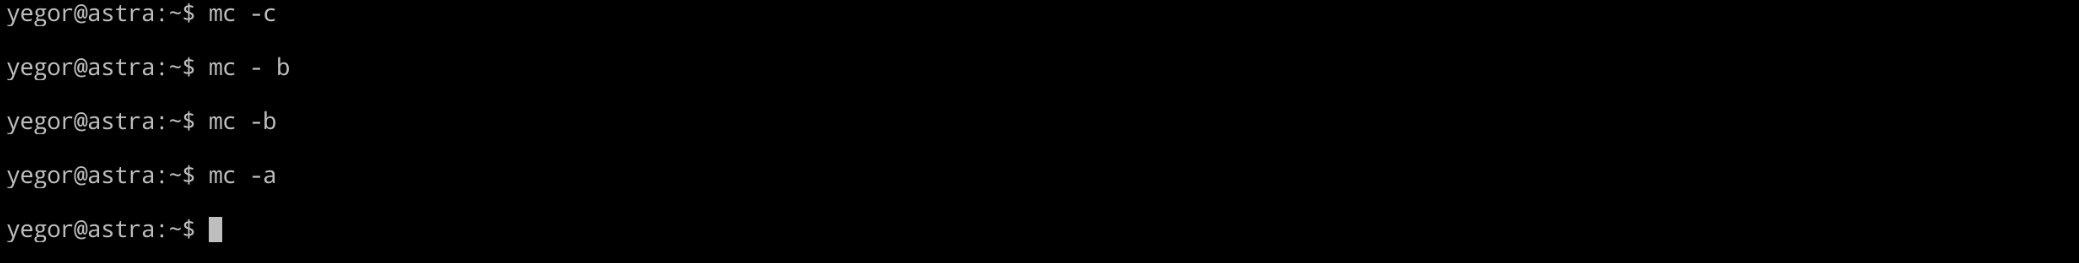 yegor@astra:~$ mc -c
yegor@astra:~$ mc - b
yegor@astra:~$ mc -b
yegor@astra:~$ mc -a
yegor@astra:~$